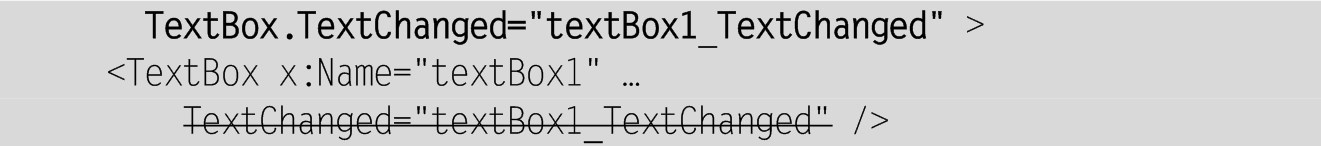 TextBox.TextChanged="textBox1_TextChanged" >
<TextBox x:Name="textBox1" …
TextChanged="textBox1_TextChanged" />